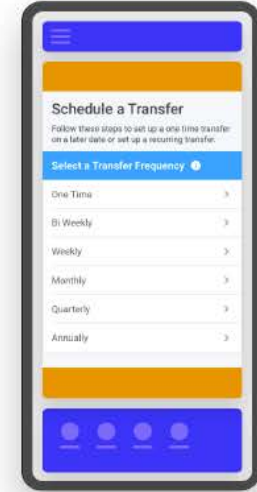 Schedule a Transfer
Follow these steps to set up a one time transfer
on a later date or set up a recurring transfer.
Select a Transfer Frequency
One Time
Bi Weekly
Weekly
Monthly
Quarterly
Annually